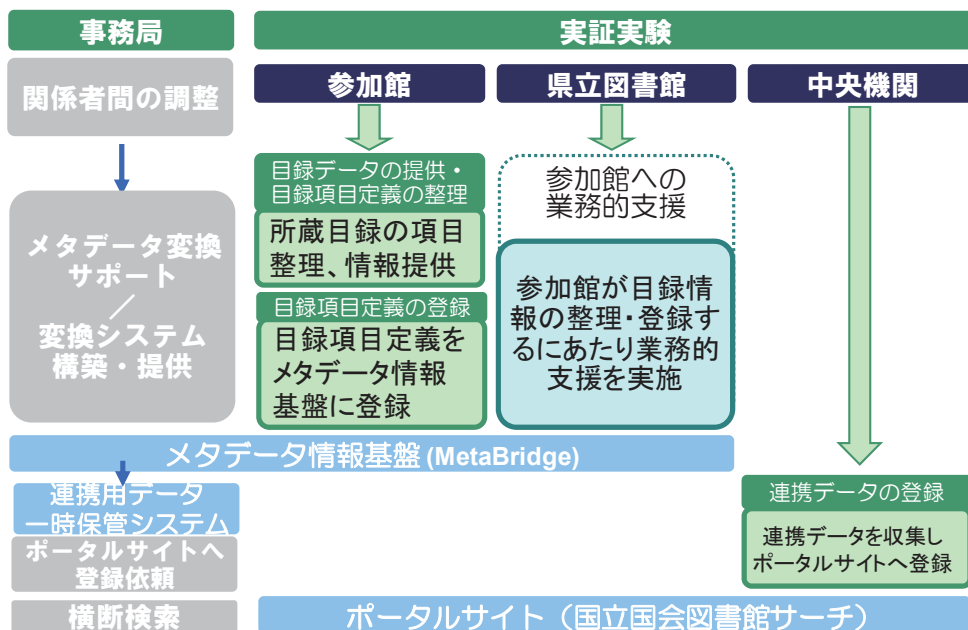 事務局
実証実験
関係者間の調整
参加館
県立図書館
中央機関
目録データの提供・
目録項目定義の整理
所蔵目録の項目
整理、情報提供
目録項目定義の登録
目録項目定義を
メタデータ情報
基盤に登録
参加館への
業務的支援
参加館が目録情
報の整理・登録す
るにあたり業務的
支援を実施
メタデータ変換
サポート
／
変換システム
構築・提供
メタデータ情報基盤 (MetaBridge)
連携用データ
一時保管システム
ポータルサイトへ
登録依頼
連携データの登録
連携データを収集し
ポータルサイトへ登録
横断検索
ポータルサイト（国立国会図書館サーチ）